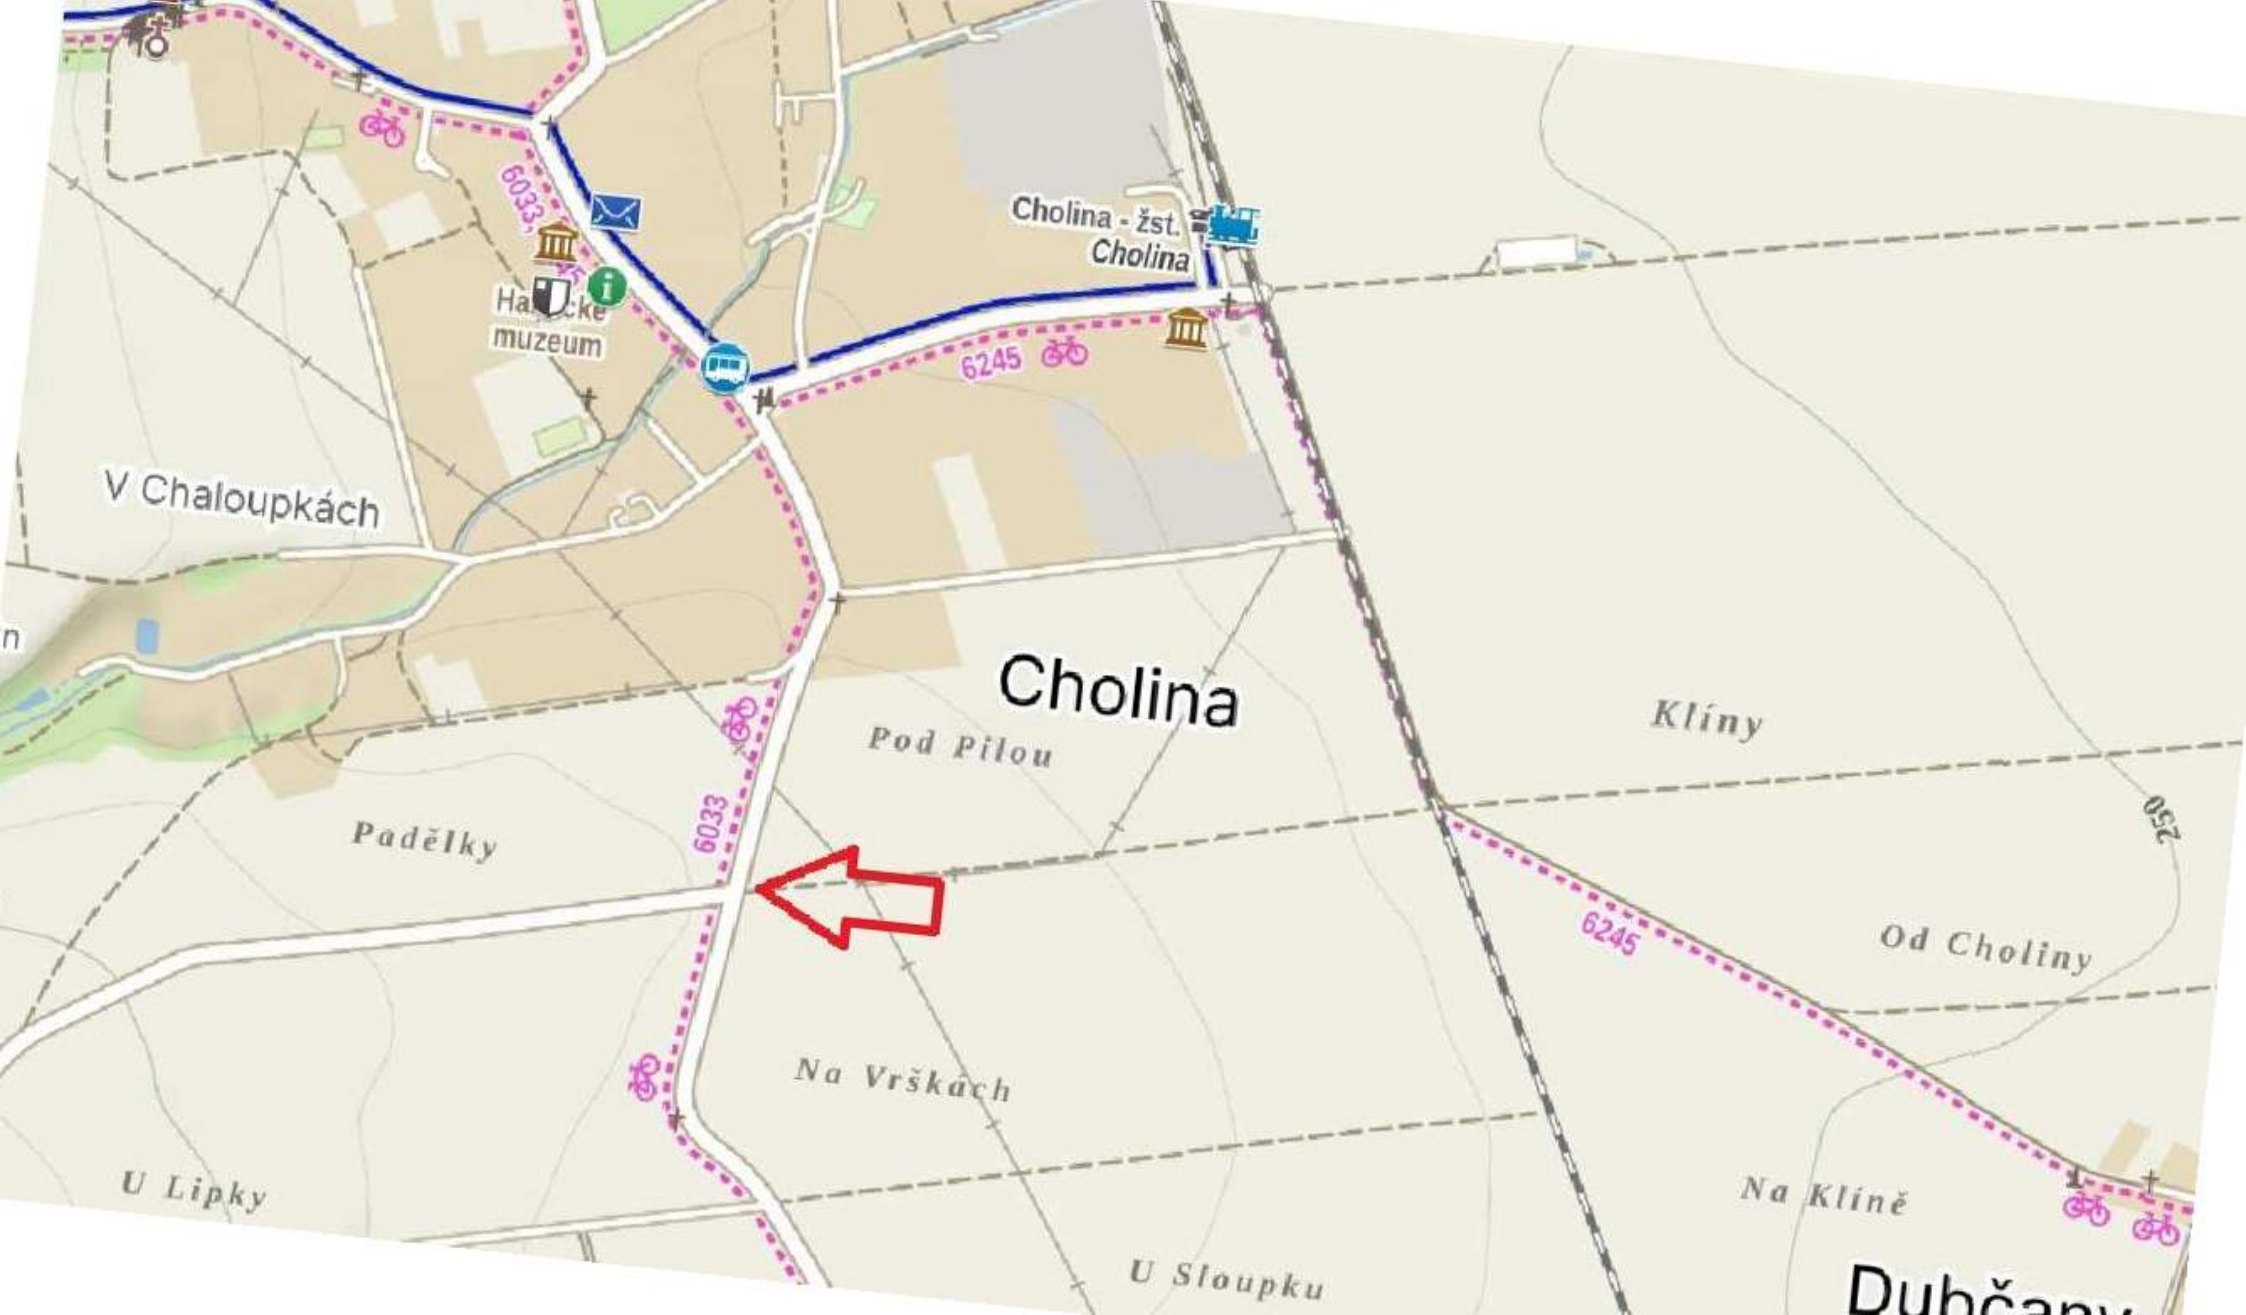 6033,
Cholina - žst.
Cholina
muzeum
6245
V Chaloupkách
n
Cholina
Klíny
Pod Pilou
250
6033
Padělky
Od Choliny
6245
Na Vrškách
U Lipky
Na Klíně
U Sloupku
Dubčany